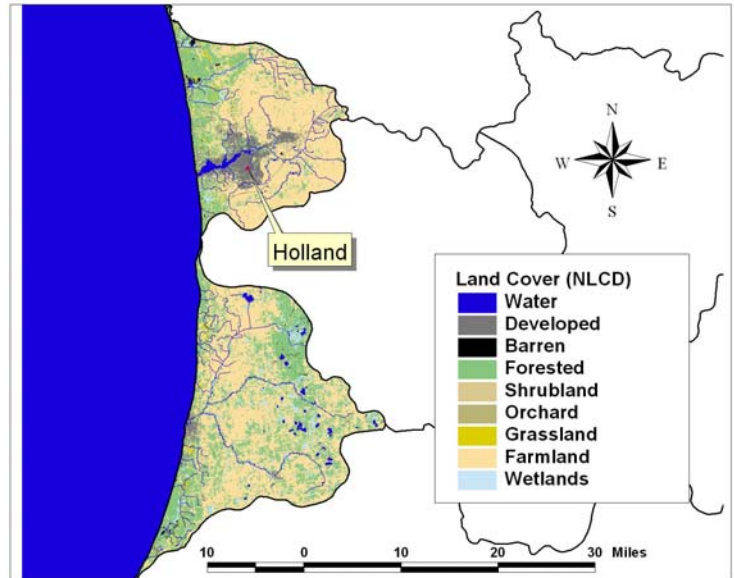 N
W E
S
Holland
Land Cover (NLCD)
Water
Developed
Barren
Forested
Shrubland
Orchard
Grassland
Farmland
Wetlands
10 0 10 20 30 Miles